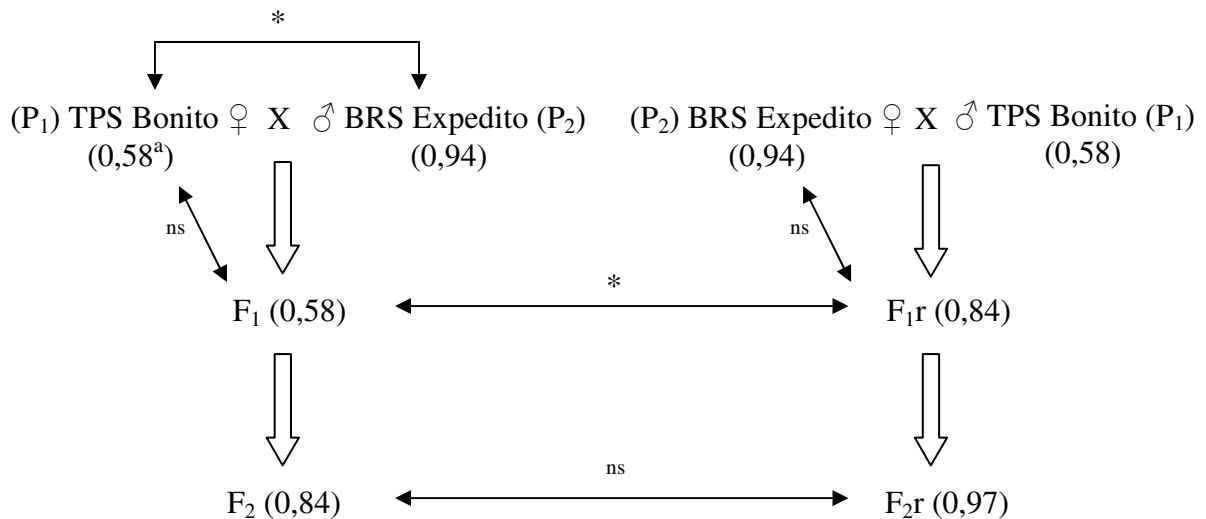 *
(P₁) TPS Bonito ♀ X ♂ BRS Expedito (P₂) (P₂) BRS Expedito ♀ X ♂ TPS Bonito (P₁)
(0,58ᵃ) (0,94) (0,94) (0,58)
ns ns
*
F₁ (0,58) F₁r (0,84)
ns
F₂ (0,84) F₂r (0,97)